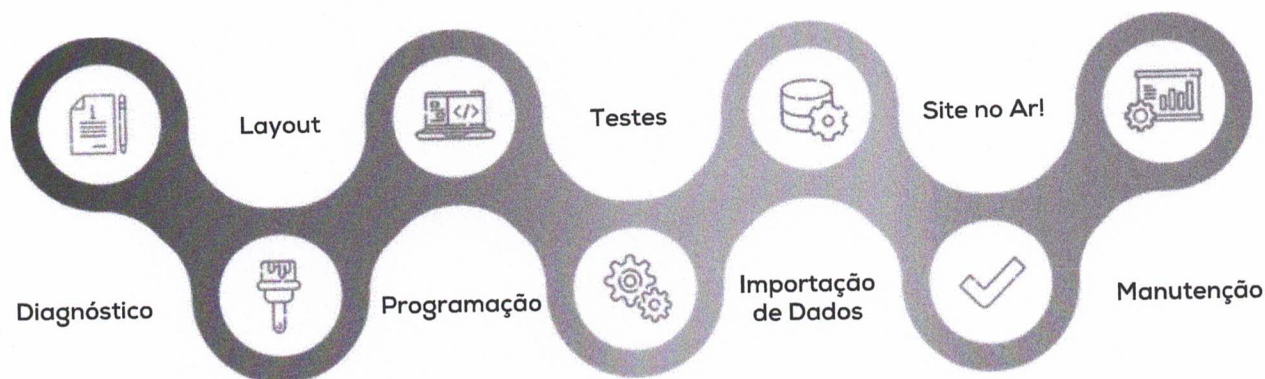 Diagnóstico
Layout
Programação
Testes
Importação
de Dados
Site no Ar!
Manutenção